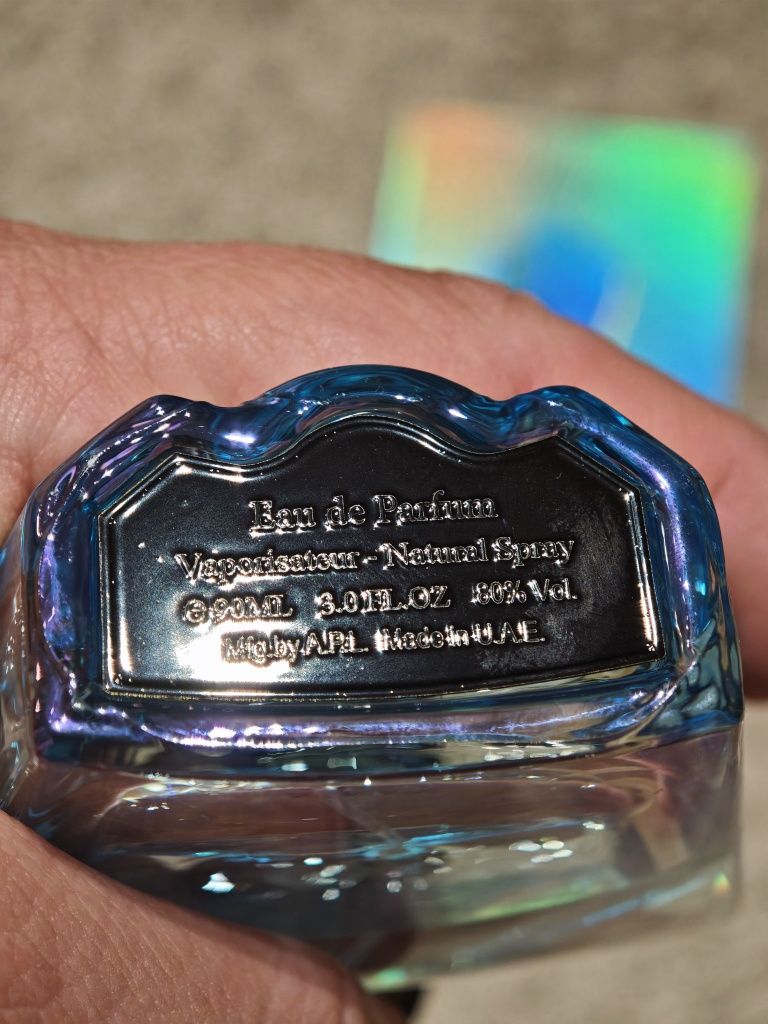 Eau de Parfum
Vaporisateur - Natural Spray
℮ 90ML 3.0 FL.OZ 80% Vol.
Mfg. by A.P.L. Made in U.A.E.